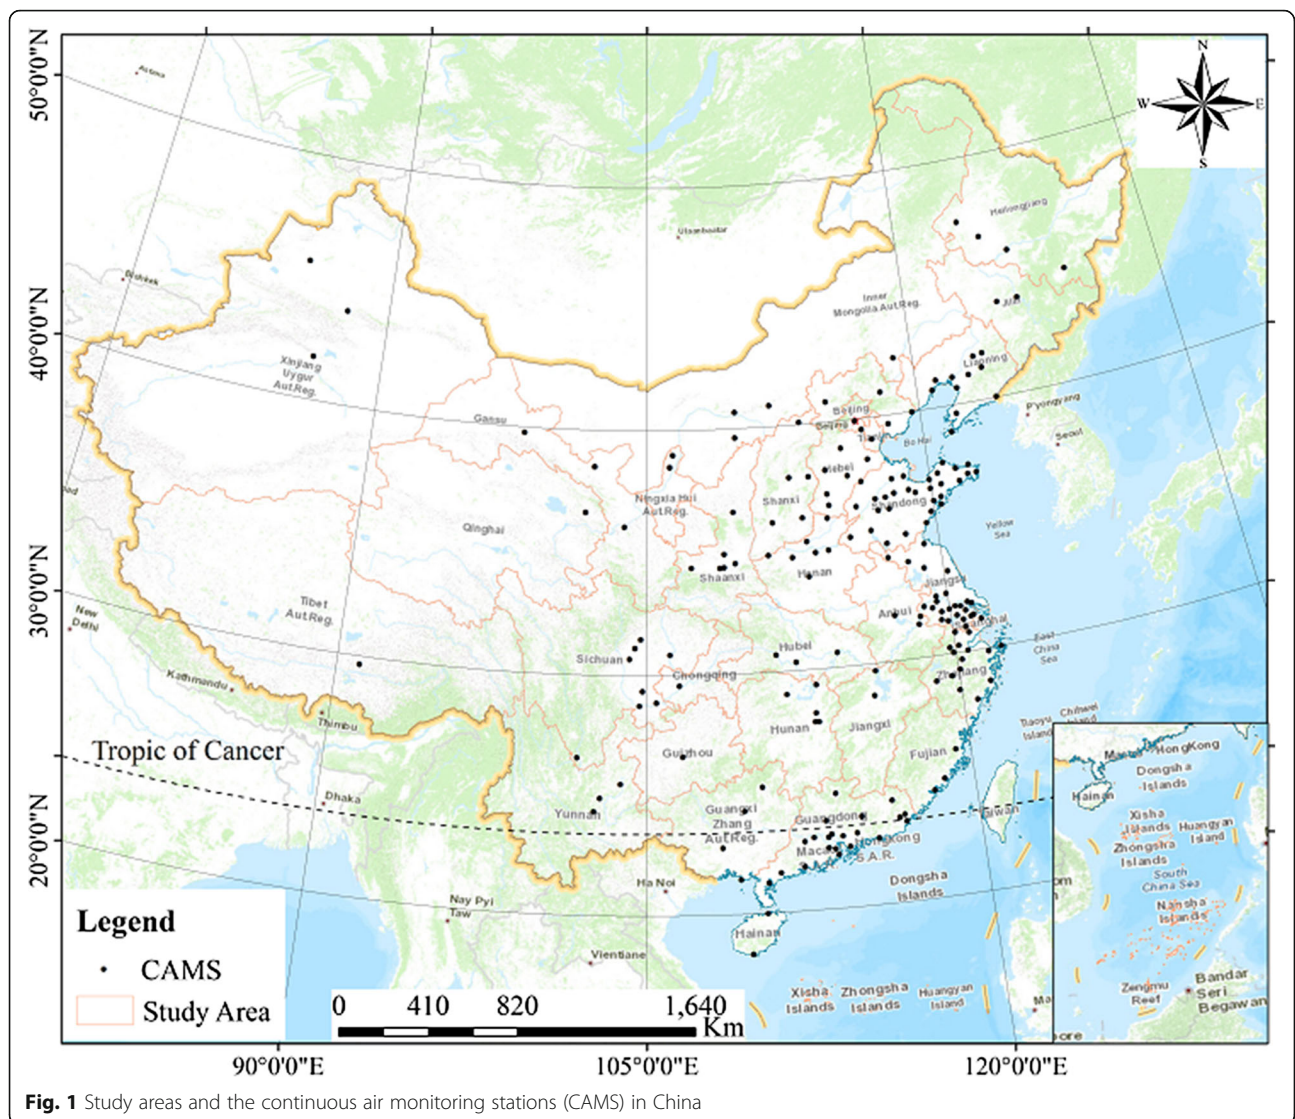 N
W
E
S
50°0'0"N
40°0'0"N
30°0'0"N
20°0'0"N
Astana
Bishkek
Ulaanbaatar
Heilongjiang
Inner
Mongolia Aut.Reg.
Jilin
Liaoning
Xinjiang
Uygur
Aut.Reg.
Gansu
Beijing
Beijing
Tianjin
Bo Hai
P'yongyang
Seoul
Hebei
Ningxia Hui
Aut.Reg.
Shanxi
Shandong
Qinghai
Yellow
Sea
Shaanxi
Henan
Jiangsu
Tibet
Aut.Reg.
Anhui
Shanghai
New
Delhi
East
China
Sea
Sichuan
Hubei
Chongqing
Zhejiang
Kathmandu
Thimbu
Tiaoyu
Island
Chihwei
Island
Hunan
Jiangxi
Guizhou
Fujian
Tropic of Cancer
Dhaka
Yunnan
Guangxi
Zhang
Aut.Reg.
Guangdong
Taiwan
Hongkong
S.A.R.
Macao
Dongsha
Islands
Ha Noi
Nay Pyi
Taw
Hainan
Vientiane
Xisha
Islands
Zhongsha
Islands
Huangyan
Island
Macao
HongKong
Dongsha
Islands
Hainan
Xisha
Islands
Huangyan
Island
Zhongsha
Islands
South
China Sea
Nansha
Islands
Zengmu
Reef
Bandar
Seri
Begawan
Legend
CAMS
Study Area
0 410 820 1,640
Km
90°0'0"E 105°0'0"E 120°0'0"E
Fig. 1 Study areas and the continuous air monitoring stations (CAMS) in China